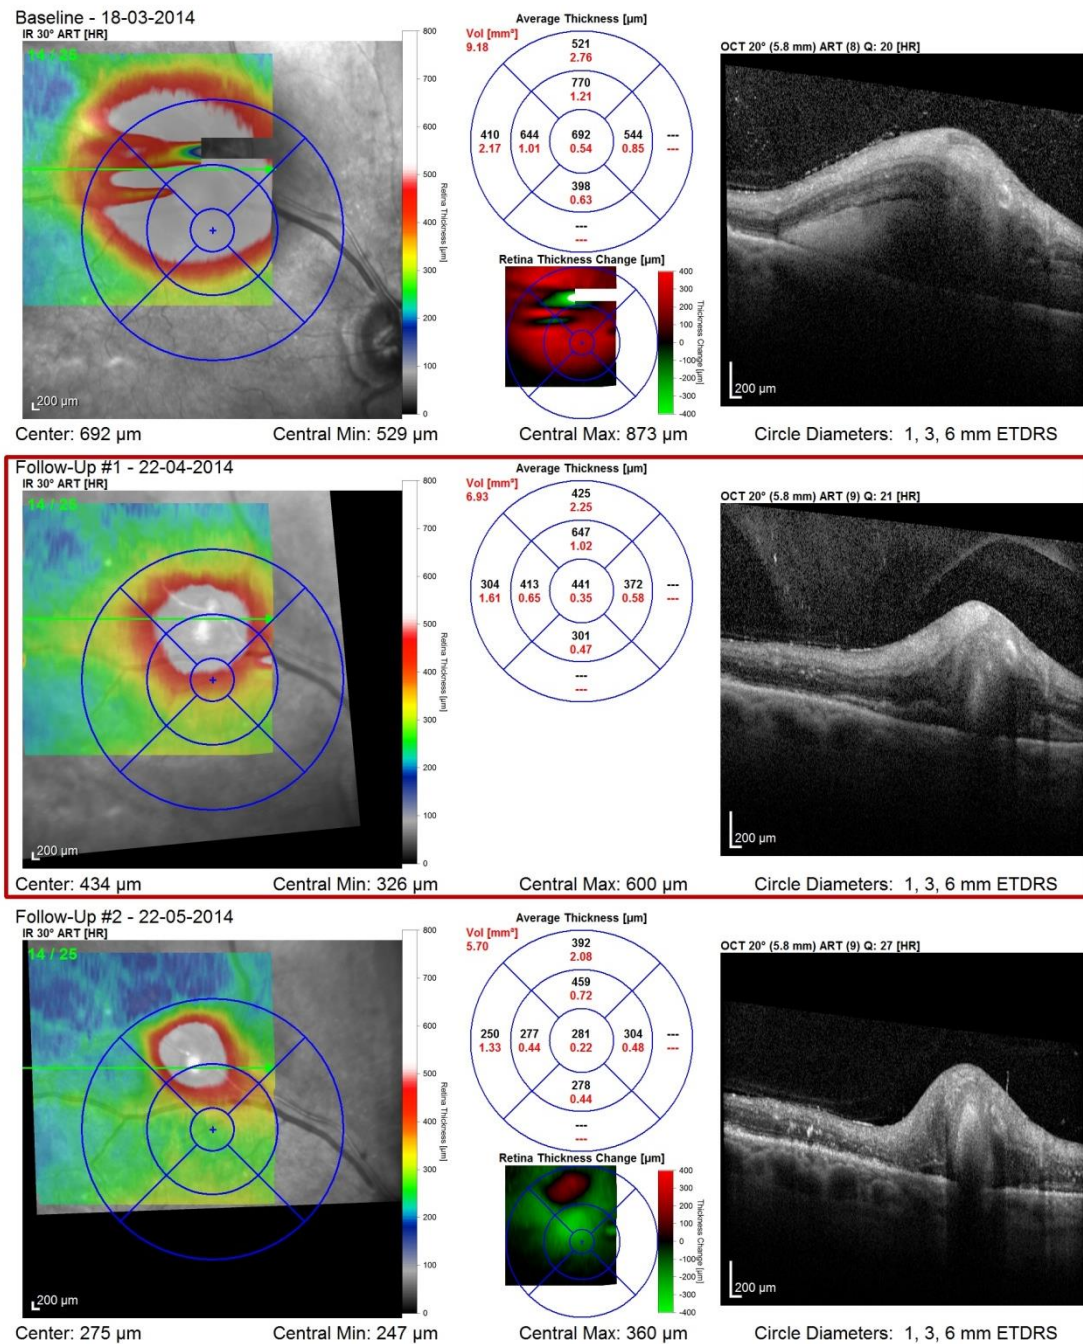 Baseline - 18-03-2014
IR 30° ART [HR]
14 / 25
800
700
600
500
400
300
200
100
0
Retina Thickness [µm]
200 µm
Average Thickness [µm]
Vol [mm³]
9.18
521
2.76
770
1.21
410 644 692 544 ---
2.17 1.01 0.54 0.85 ---
398
0.63
---
---
Retina Thickness Change [µm]
400
300
200
100
0
-100
-200
-300
-400
Thickness Change [µm]
OCT 20° (5.8 mm) ART (8) Q: 20 [HR]
200 µm
Center: 692 µm Central Min: 529 µm Central Max: 873 µm Circle Diameters: 1, 3, 6 mm ETDRS
Follow-Up #1 - 22-04-2014
IR 30° ART [HR]
14 / 25
800
700
600
500
400
300
200
100
0
Retina Thickness [µm]
200 µm
Average Thickness [µm]
Vol [mm³]
6.93
425
2.25
647
1.02
304 413 441 372 ---
1.61 0.65 0.35 0.58 ---
301
0.47
---
---
OCT 20° (5.8 mm) ART (9) Q: 21 [HR]
200 µm
Center: 434 µm Central Min: 326 µm Central Max: 600 µm Circle Diameters: 1, 3, 6 mm ETDRS
Follow-Up #2 - 22-05-2014
IR 30° ART [HR]
14 / 25
800
700
600
500
400
300
200
100
0
Retina Thickness [µm]
200 µm
Average Thickness [µm]
Vol [mm³]
5.70
392
2.08
459
0.72
250 277 281 304 ---
1.33 0.44 0.22 0.48 ---
278
0.44
---
---
Retina Thickness Change [µm]
400
300
200
100
0
-100
-200
-300
-400
Thickness Change [µm]
OCT 20° (5.8 mm) ART (9) Q: 27 [HR]
200 µm
Center: 275 µm Central Min: 247 µm Central Max: 360 µm Circle Diameters: 1, 3, 6 mm ETDRS